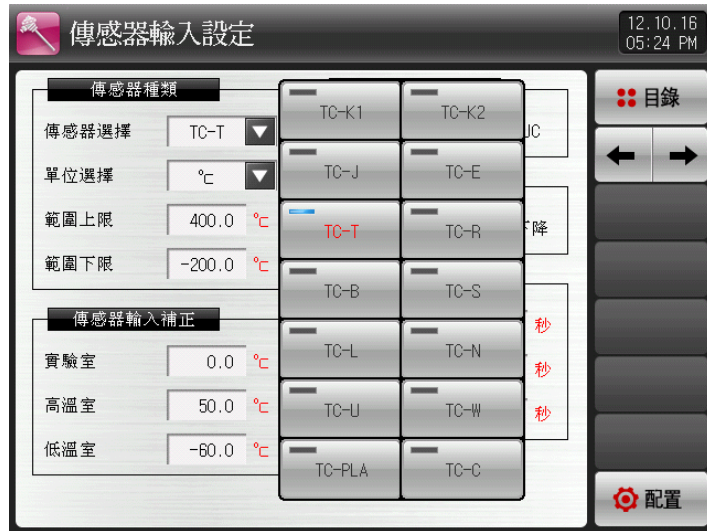 傳感器輸入設定
12.10.16
05:24 PM
傳感器種類
傳感器選擇 TC-T
單位選擇 ℃
範圍上限 400.0 ℃
範圍下限 -200.0 ℃
傳感器輸入補正
實驗室 0.0 ℃
高溫室 50.0 ℃
低溫室 -60.0 ℃
TC-K1 TC-K2
TC-J TC-E
TC-T TC-R
TC-B TC-S
TC-L TC-N
TC-U TC-W
TC-PLA TC-C
JC
下降
秒
秒
秒
目錄
配置